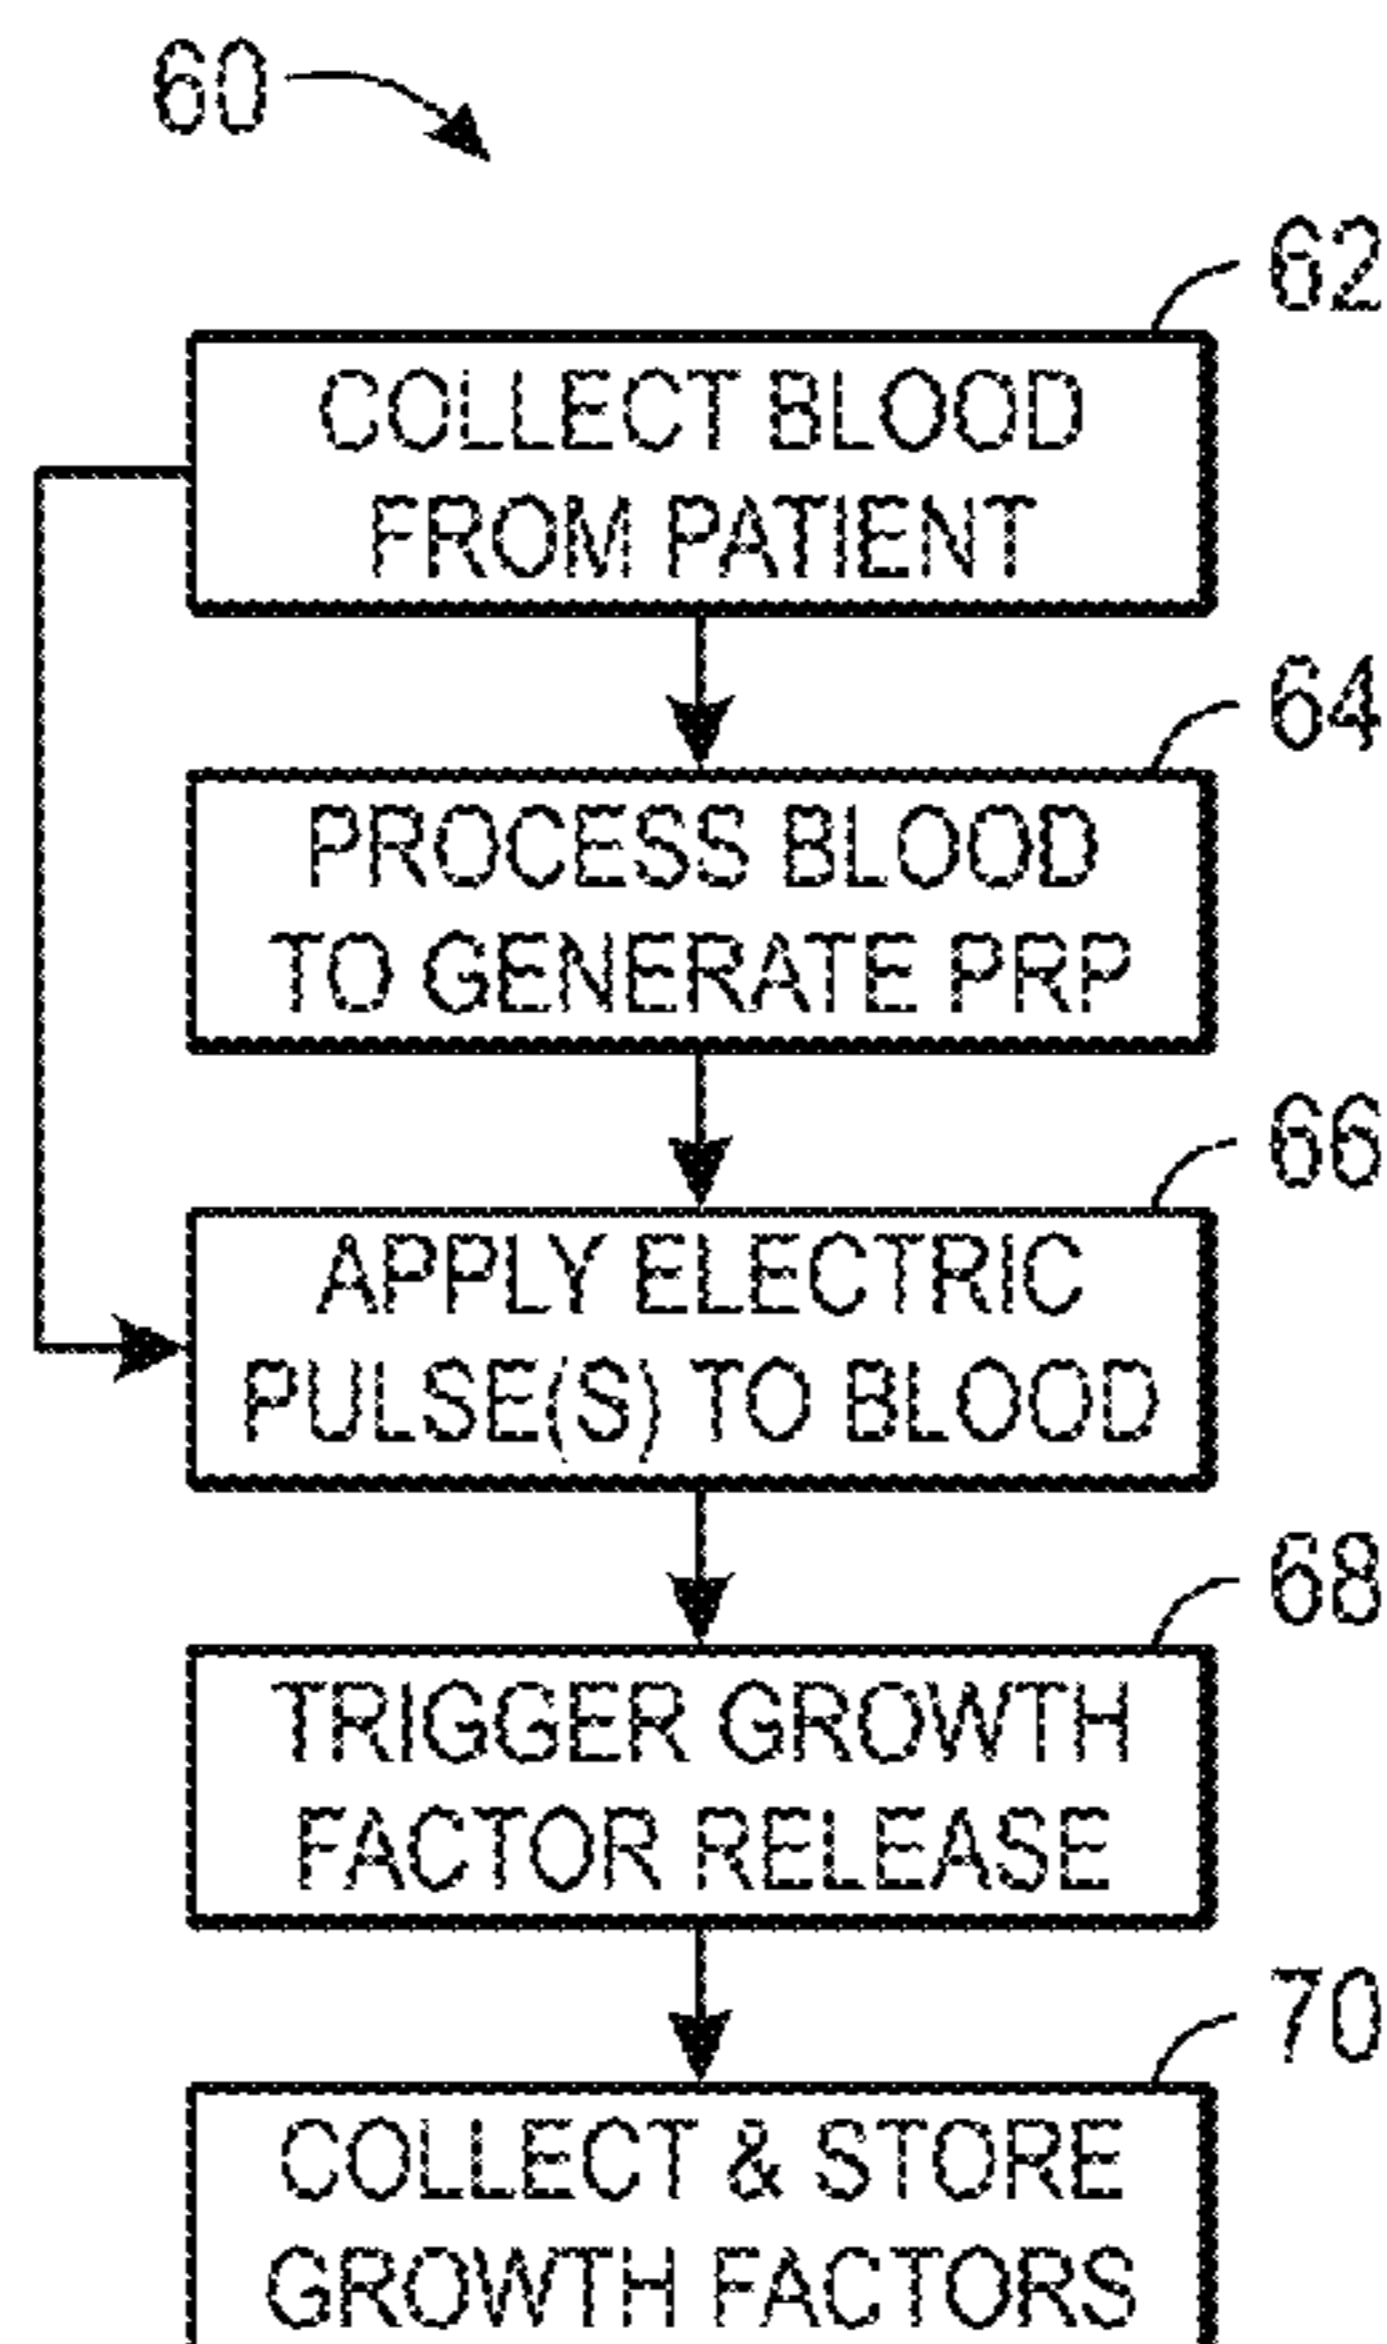 60
62
COLLECT BLOOD
FROM PATIENT
64
PROCESS BLOOD
TO GENERATE PRP
66
APPLY ELECTRIC
PULSE(S) TO BLOOD
68
TRIGGER GROWTH
FACTOR RELEASE
70
COLLECT & STORE
GROWTH FACTORS